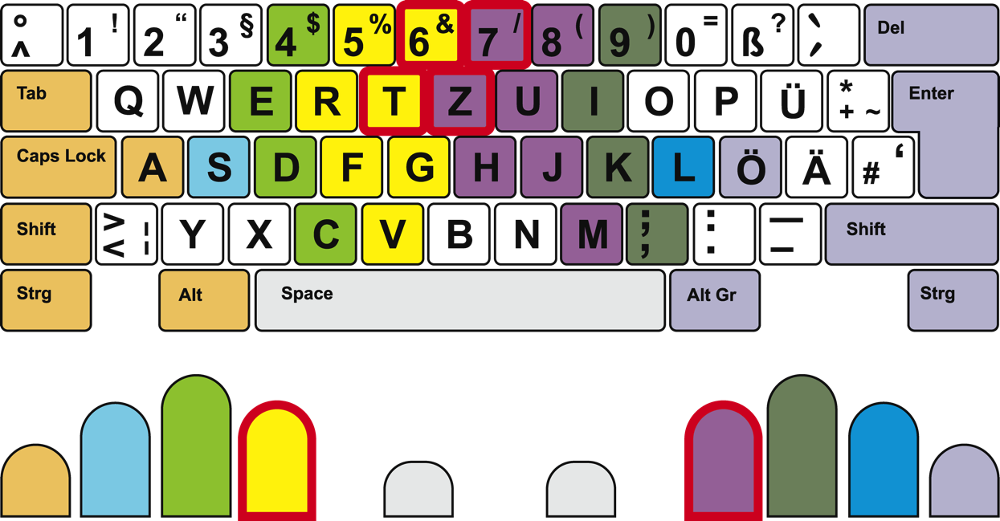 ° ^ 1 ! 2 “ 3 § 4 $ 5 % 6 & 7 / 8 ( 9 ) 0 = ß ? ` ´ Del
Tab Q W E R T Z U I O P Ü * + ~ Enter
Caps Lock A S D F G H J K L Ö Ä # ‘
Shift > < ¦ Y X C V B N M ; , : . — – Shift
Strg Alt Space Alt Gr Strg